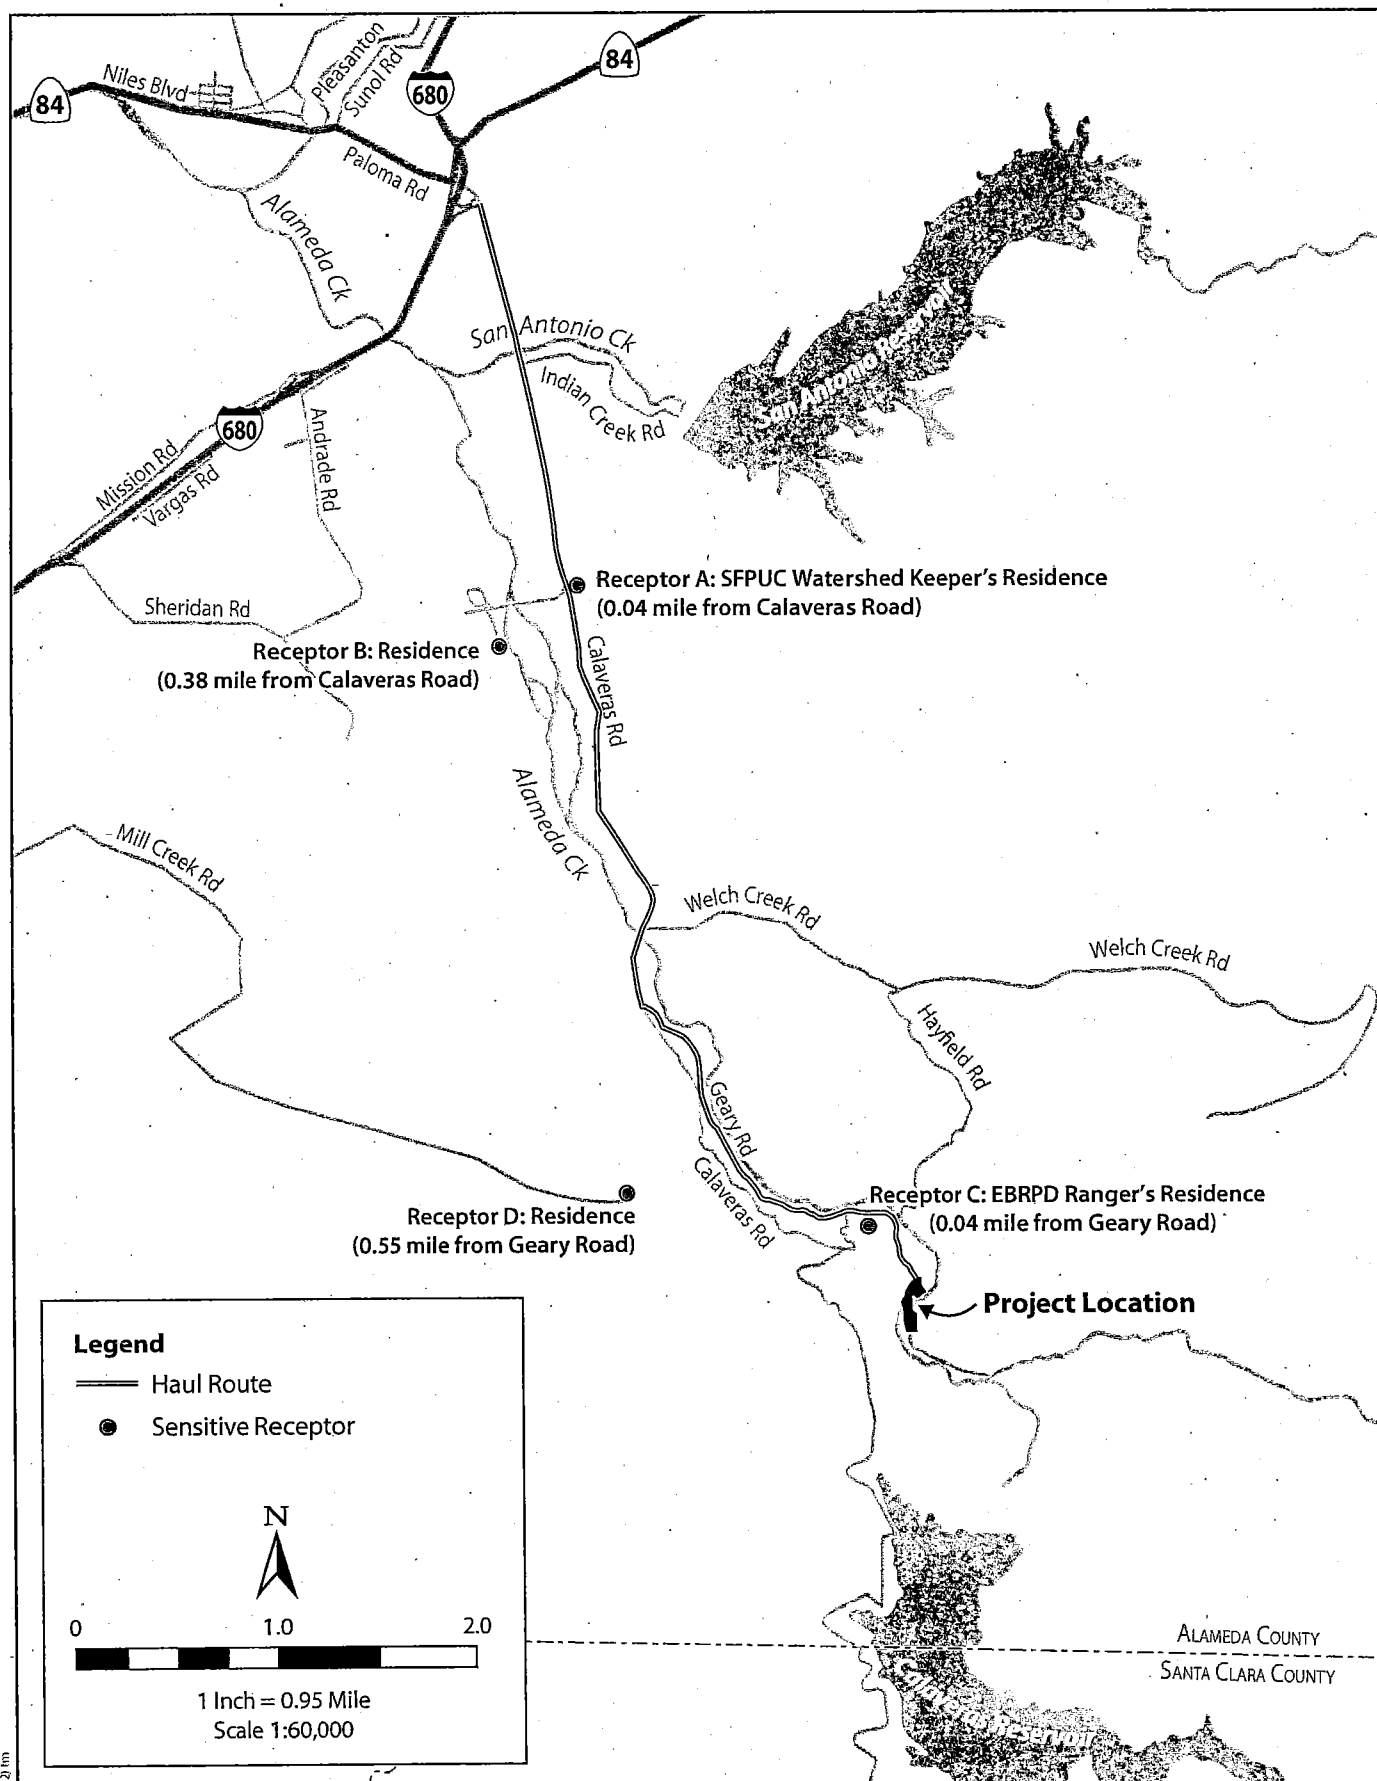 Pleasanton
Sunol Rd
84
Niles Blvd
680
84
Paloma Rd
Alameda Ck
San Antonio Ck
Indian Creek Rd
San Antonio Reservoir
680
Mission Rd
Vargas Rd
Andrade Rd
Sheridan Rd
Receptor A: SFPUC Watershed Keeper's Residence
(0.04 mile from Calaveras Road)
Receptor B: Residence
(0.38 mile from Calaveras Road)
Calaveras Rd
Alameda Ck
Mill Creek Rd
Welch Creek Rd
Welch Creek Rd
Hayfield Rd
Geary Rd
Calaveras Rd
Receptor C: EBRPD Ranger's Residence
(0.04 mile from Geary Road)
Receptor D: Residence
(0.55 mile from Geary Road)
Project Location
Legend
Haul Route
Sensitive Receptor
N
0 1.0 2.0
1 Inch = 0.95 Mile
Scale 1:60,000
ALAMEDA COUNTY
SANTA CLARA COUNTY
Calaveras Reservoir